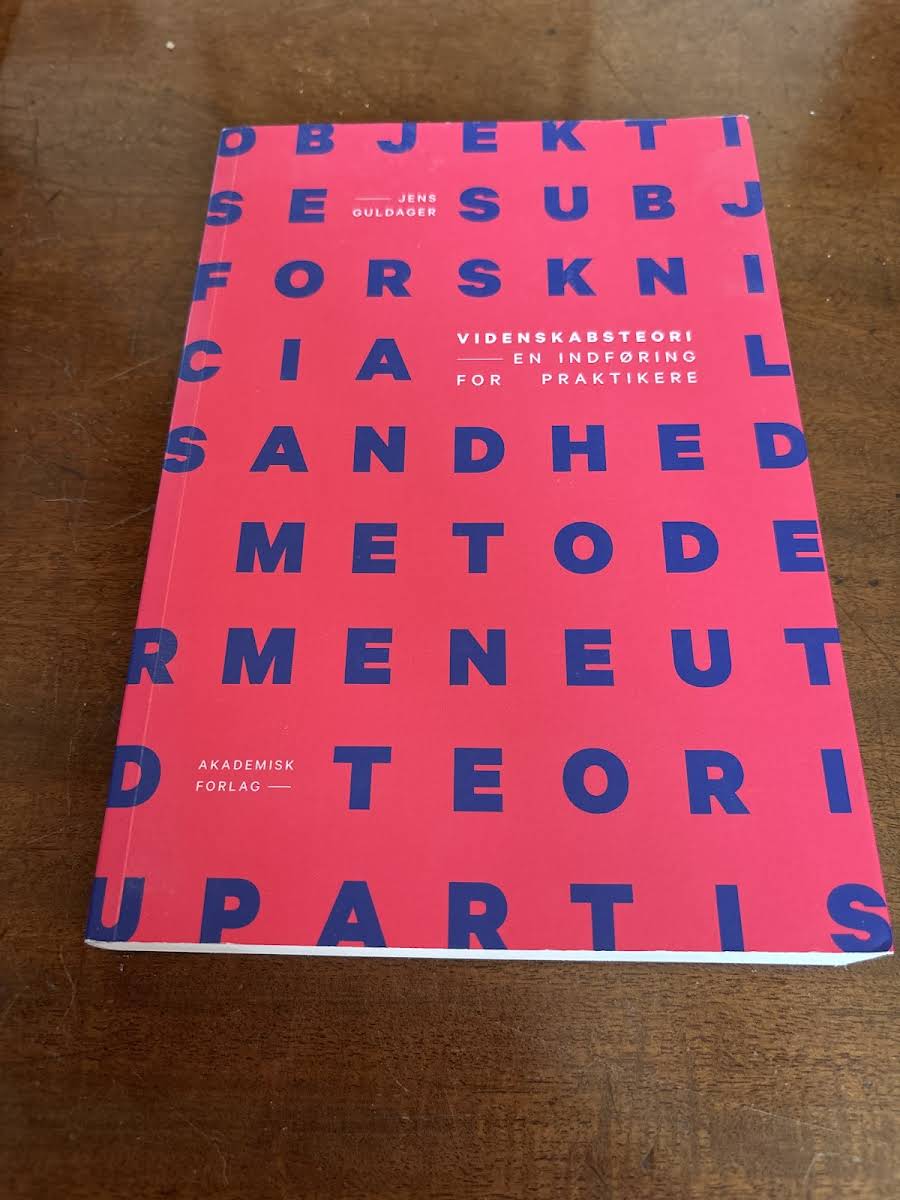 OBJEKTI
SE SUBJ
JENS
GULDAGER
FORSKNI
CIA L
VIDENSKABSTEORI
EN INDFØRING
FOR PRAKTIKERE
SANDHED
METODE
RMENEUT
D TEORI
AKADEMISK
FORLAG
UPARTIS